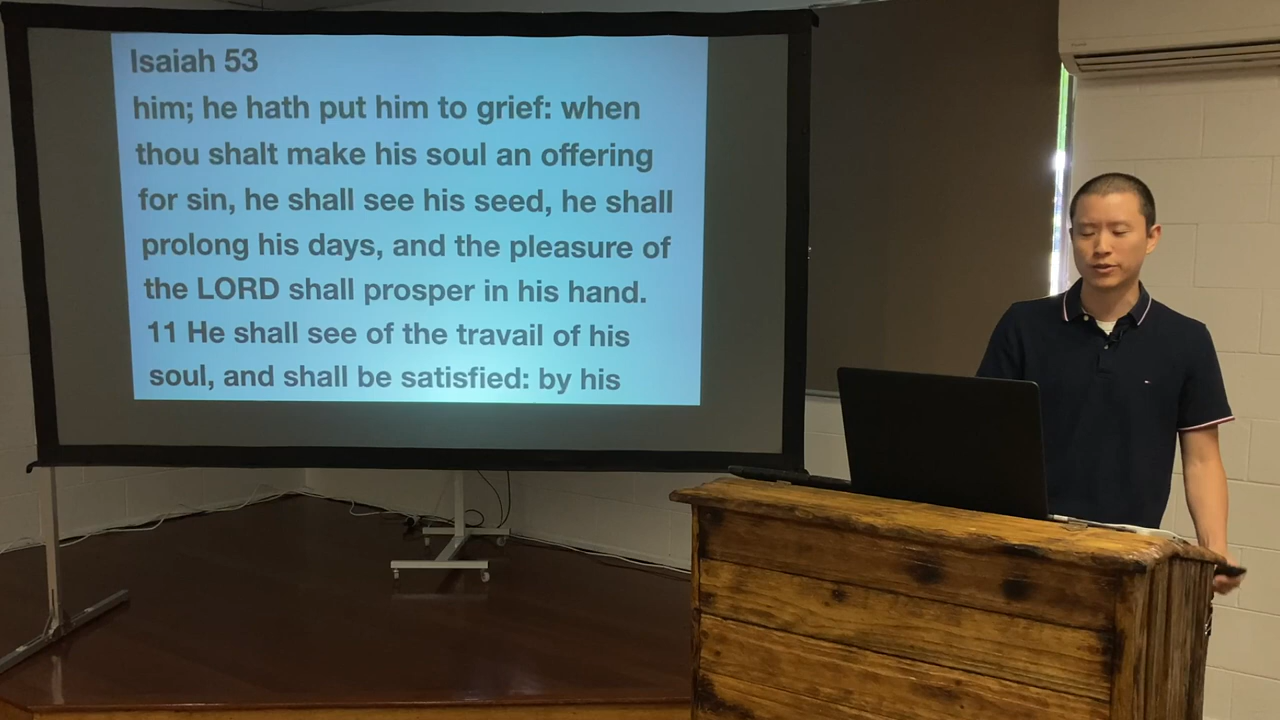 Isaiah 53
him; he hath put him to grief: when
thou shalt make his soul an offering
for sin, he shall see his seed, he shall
prolong his days, and the pleasure of
the LORD shall prosper in his hand.
11 He shall see of the travail of his
soul, and shall be satisfied: by his